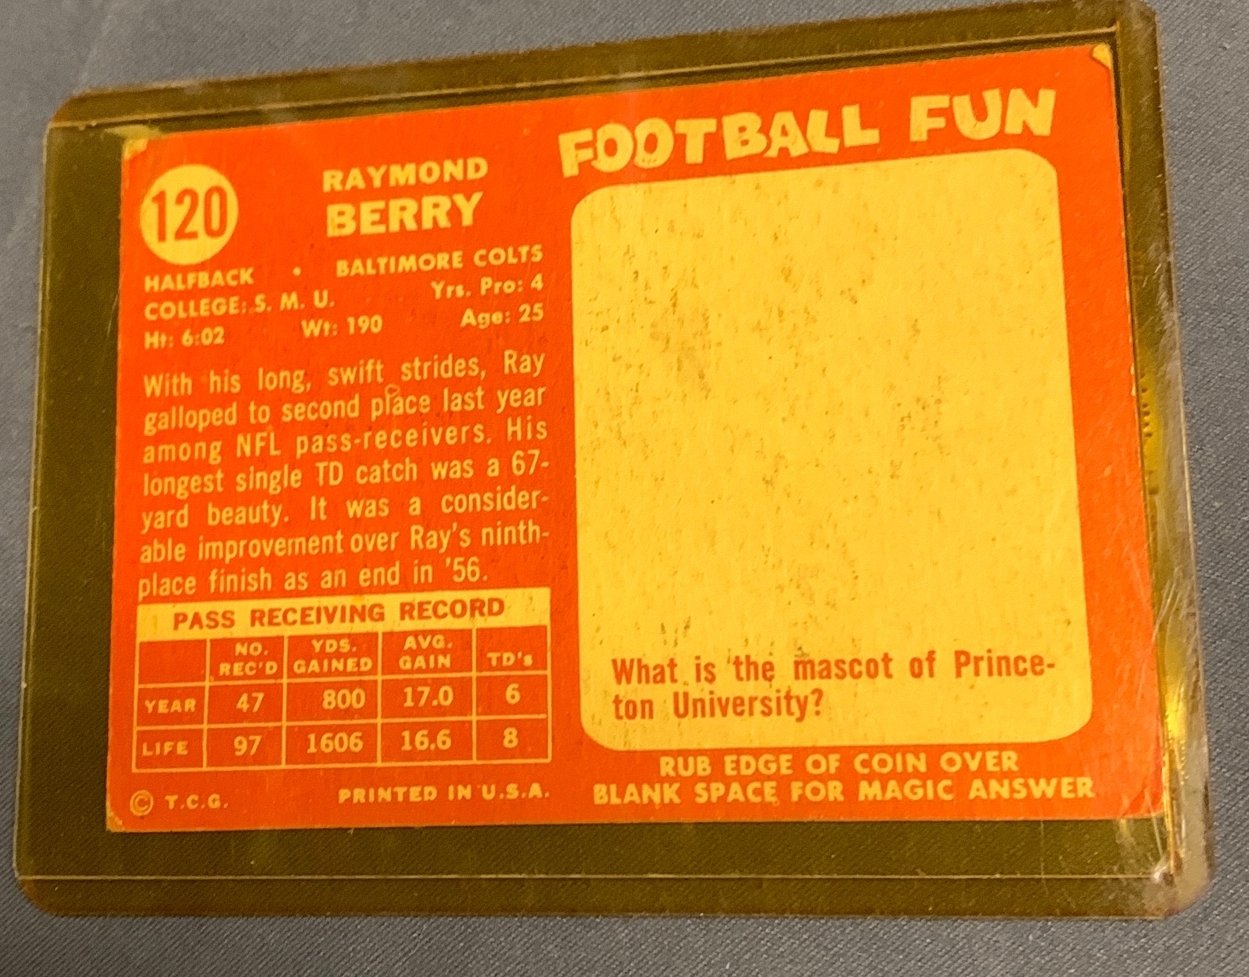 120
RAYMOND
BERRY
HALFBACK • BALTIMORE COLTS
COLLEGE: S. M. U. Yrs. Pro: 4
Ht: 6:02 Wt: 190 Age: 25
With his long, swift strides, Ray
galloped to second place last year
among NFL pass-receivers. His
longest single TD catch was a 67-
yard beauty. It was a consider-
able improvement over Ray's ninth-
place finish as an end in '56.
PASS RECEIVING RECORD
NO. REC'D YDS. GAINED AVG. GAIN TD's
YEAR 47 800 17.0 6
LIFE 97 1606 16.6 8
© T.C.G. PRINTED IN U.S.A.
FOOTBALL FUN
What is the mascot of Prince-
ton University?
RUB EDGE OF COIN OVER
BLANK SPACE FOR MAGIC ANSWER